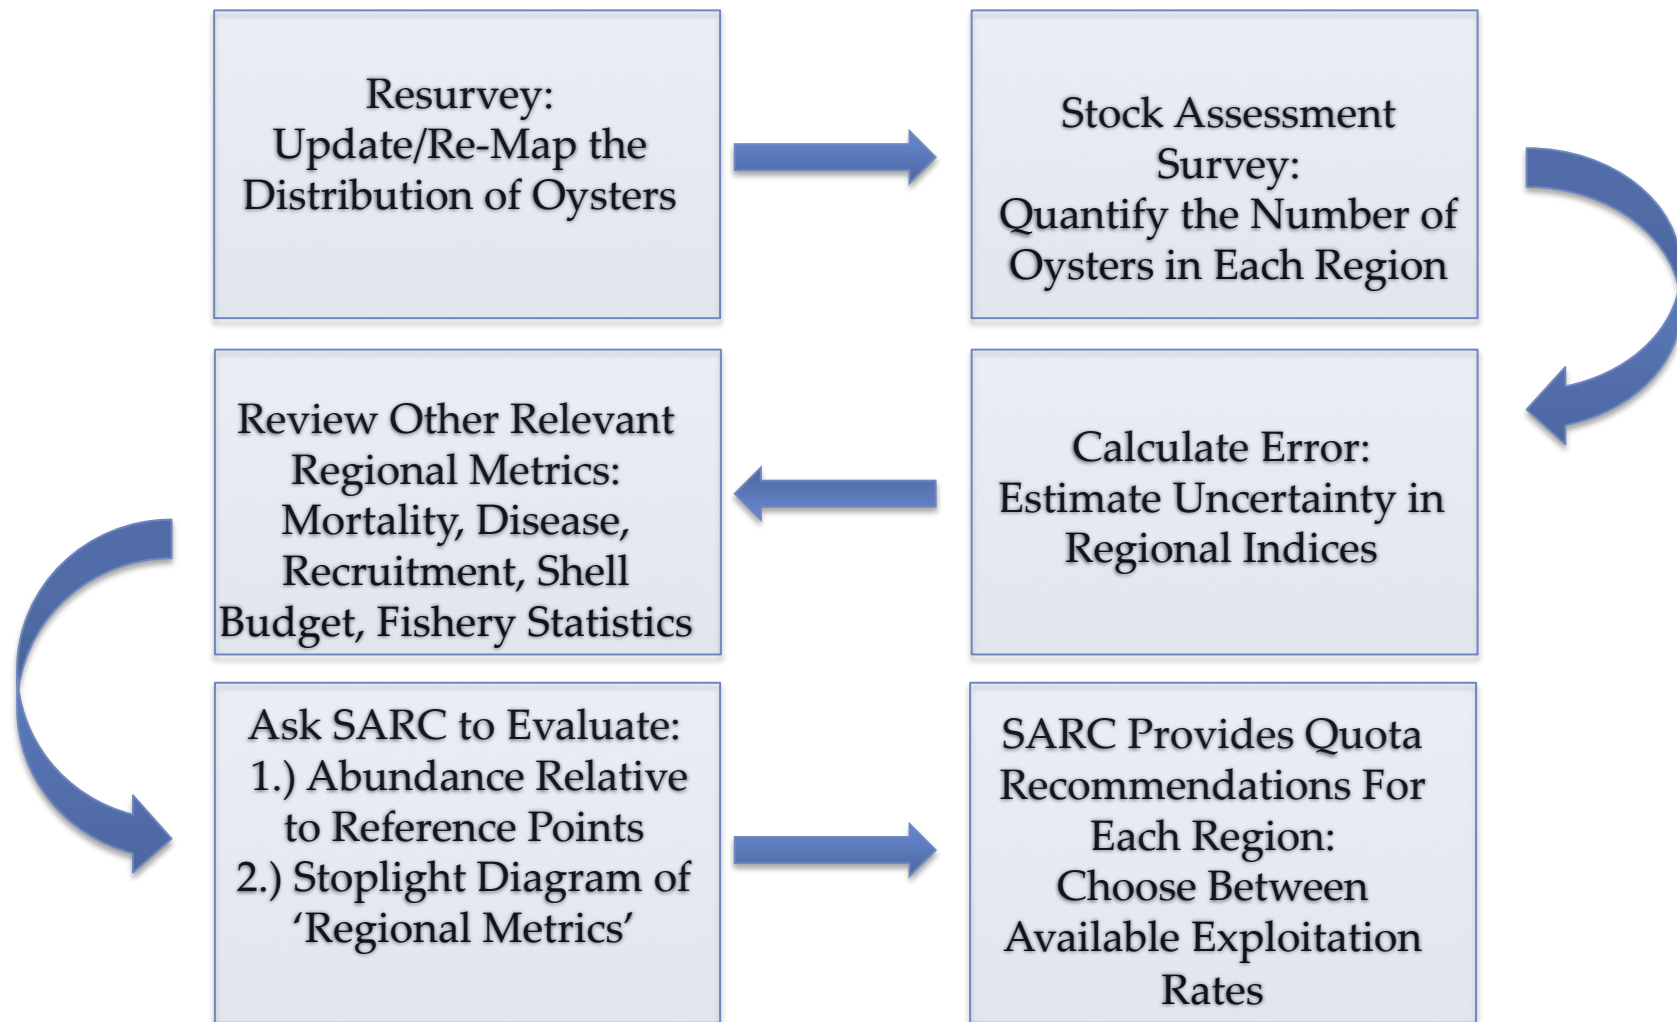 Resurvey:
Update/Re-Map the
Distribution of Oysters
Stock Assessment
Survey:
Quantify the Number of
Oysters in Each Region
Calculate Error:
Estimate Uncertainty in
Regional Indices
Review Other Relevant
Regional Metrics:
Mortality, Disease,
Recruitment, Shell
Budget, Fishery Statistics
Ask SARC to Evaluate:
1.) Abundance Relative
to Reference Points
2.) Stoplight Diagram of
‘Regional Metrics’
SARC Provides Quota
Recommendations For
Each Region:
Choose Between
Available Exploitation
Rates